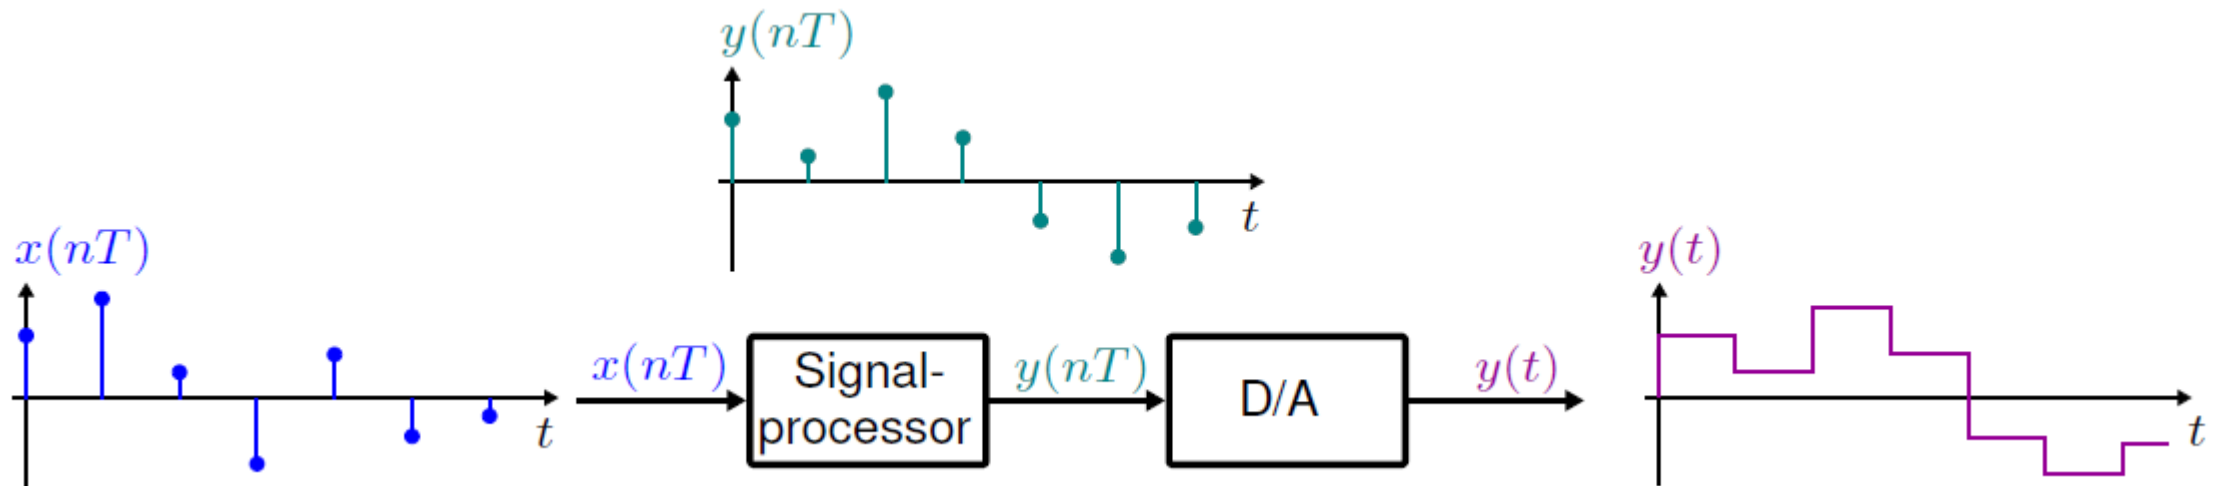 y(nT)
t
x(nT)
t
x(nT)
Signal-
processor
y(nT)
D/A
y(t)
y(t)
t